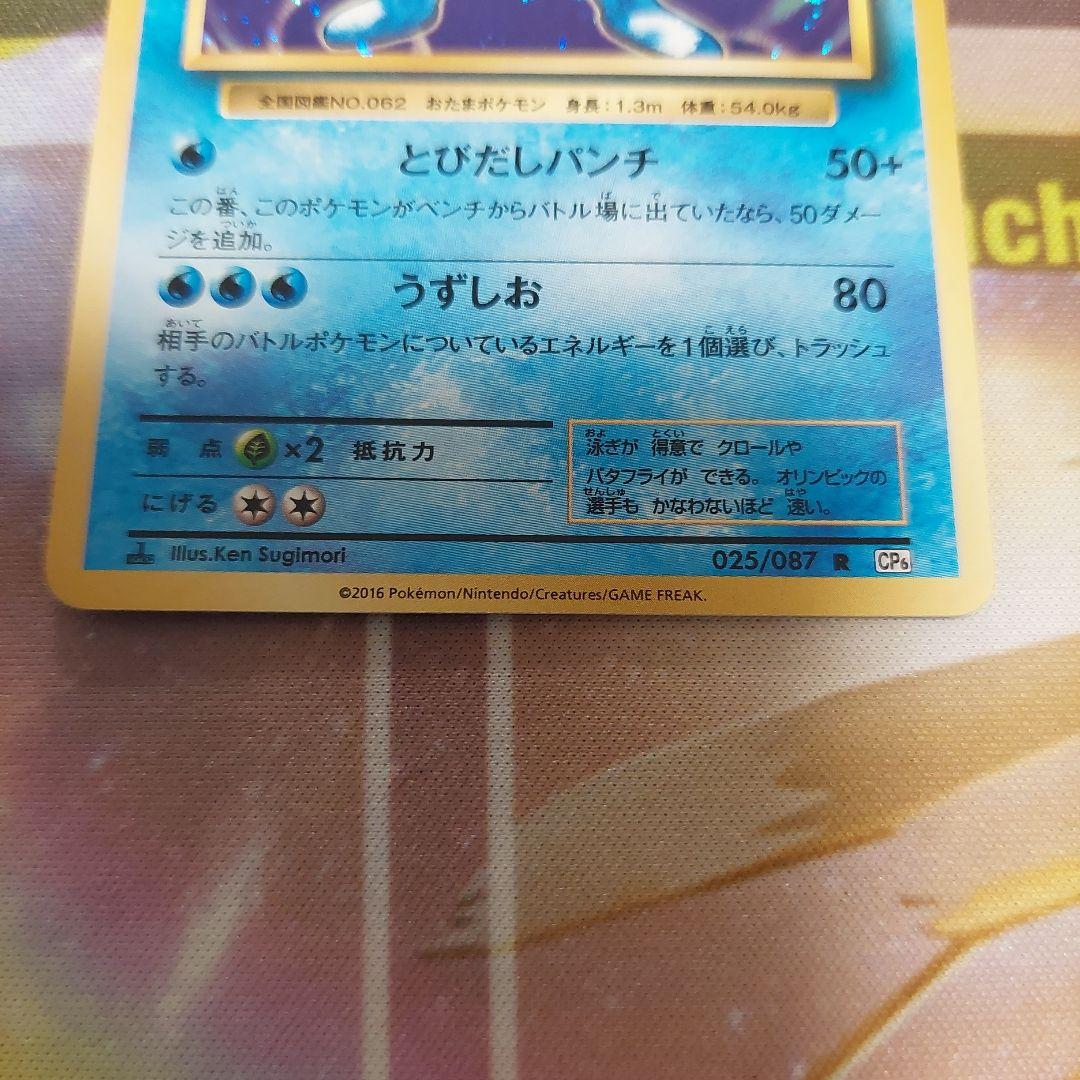 全国図鑑NO.062 おたまポケモン 身長:1.3m 体重:54.0kg
とびだしパンチ 50+
この番、このポケモンがベンチからバトル場に出ていたなら、50ダメー
ジを追加。
うずしお 80
相手のバトルポケモンについているエネルギーを1個選び、トラッシュ
する。
弱点 ×2 抵抗力
にげる
泳ぎが 得意で クロールや
バタフライが できる。 オリンピックの
選手も かなわないほど 速い。
Illus.Ken Sugimori
025/087 R CP6
©2016 Pokémon/Nintendo/Creatures/GAME FREAK.
ach